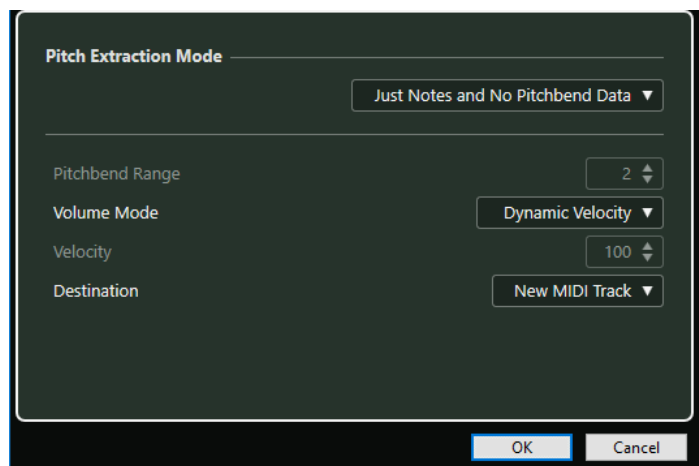 Pitch Extraction Mode
Just Notes and No Pitchbend Data
Pitchbend Range 2
Volume Mode Dynamic Velocity
Velocity 100
Destination New MIDI Track
OK Cancel